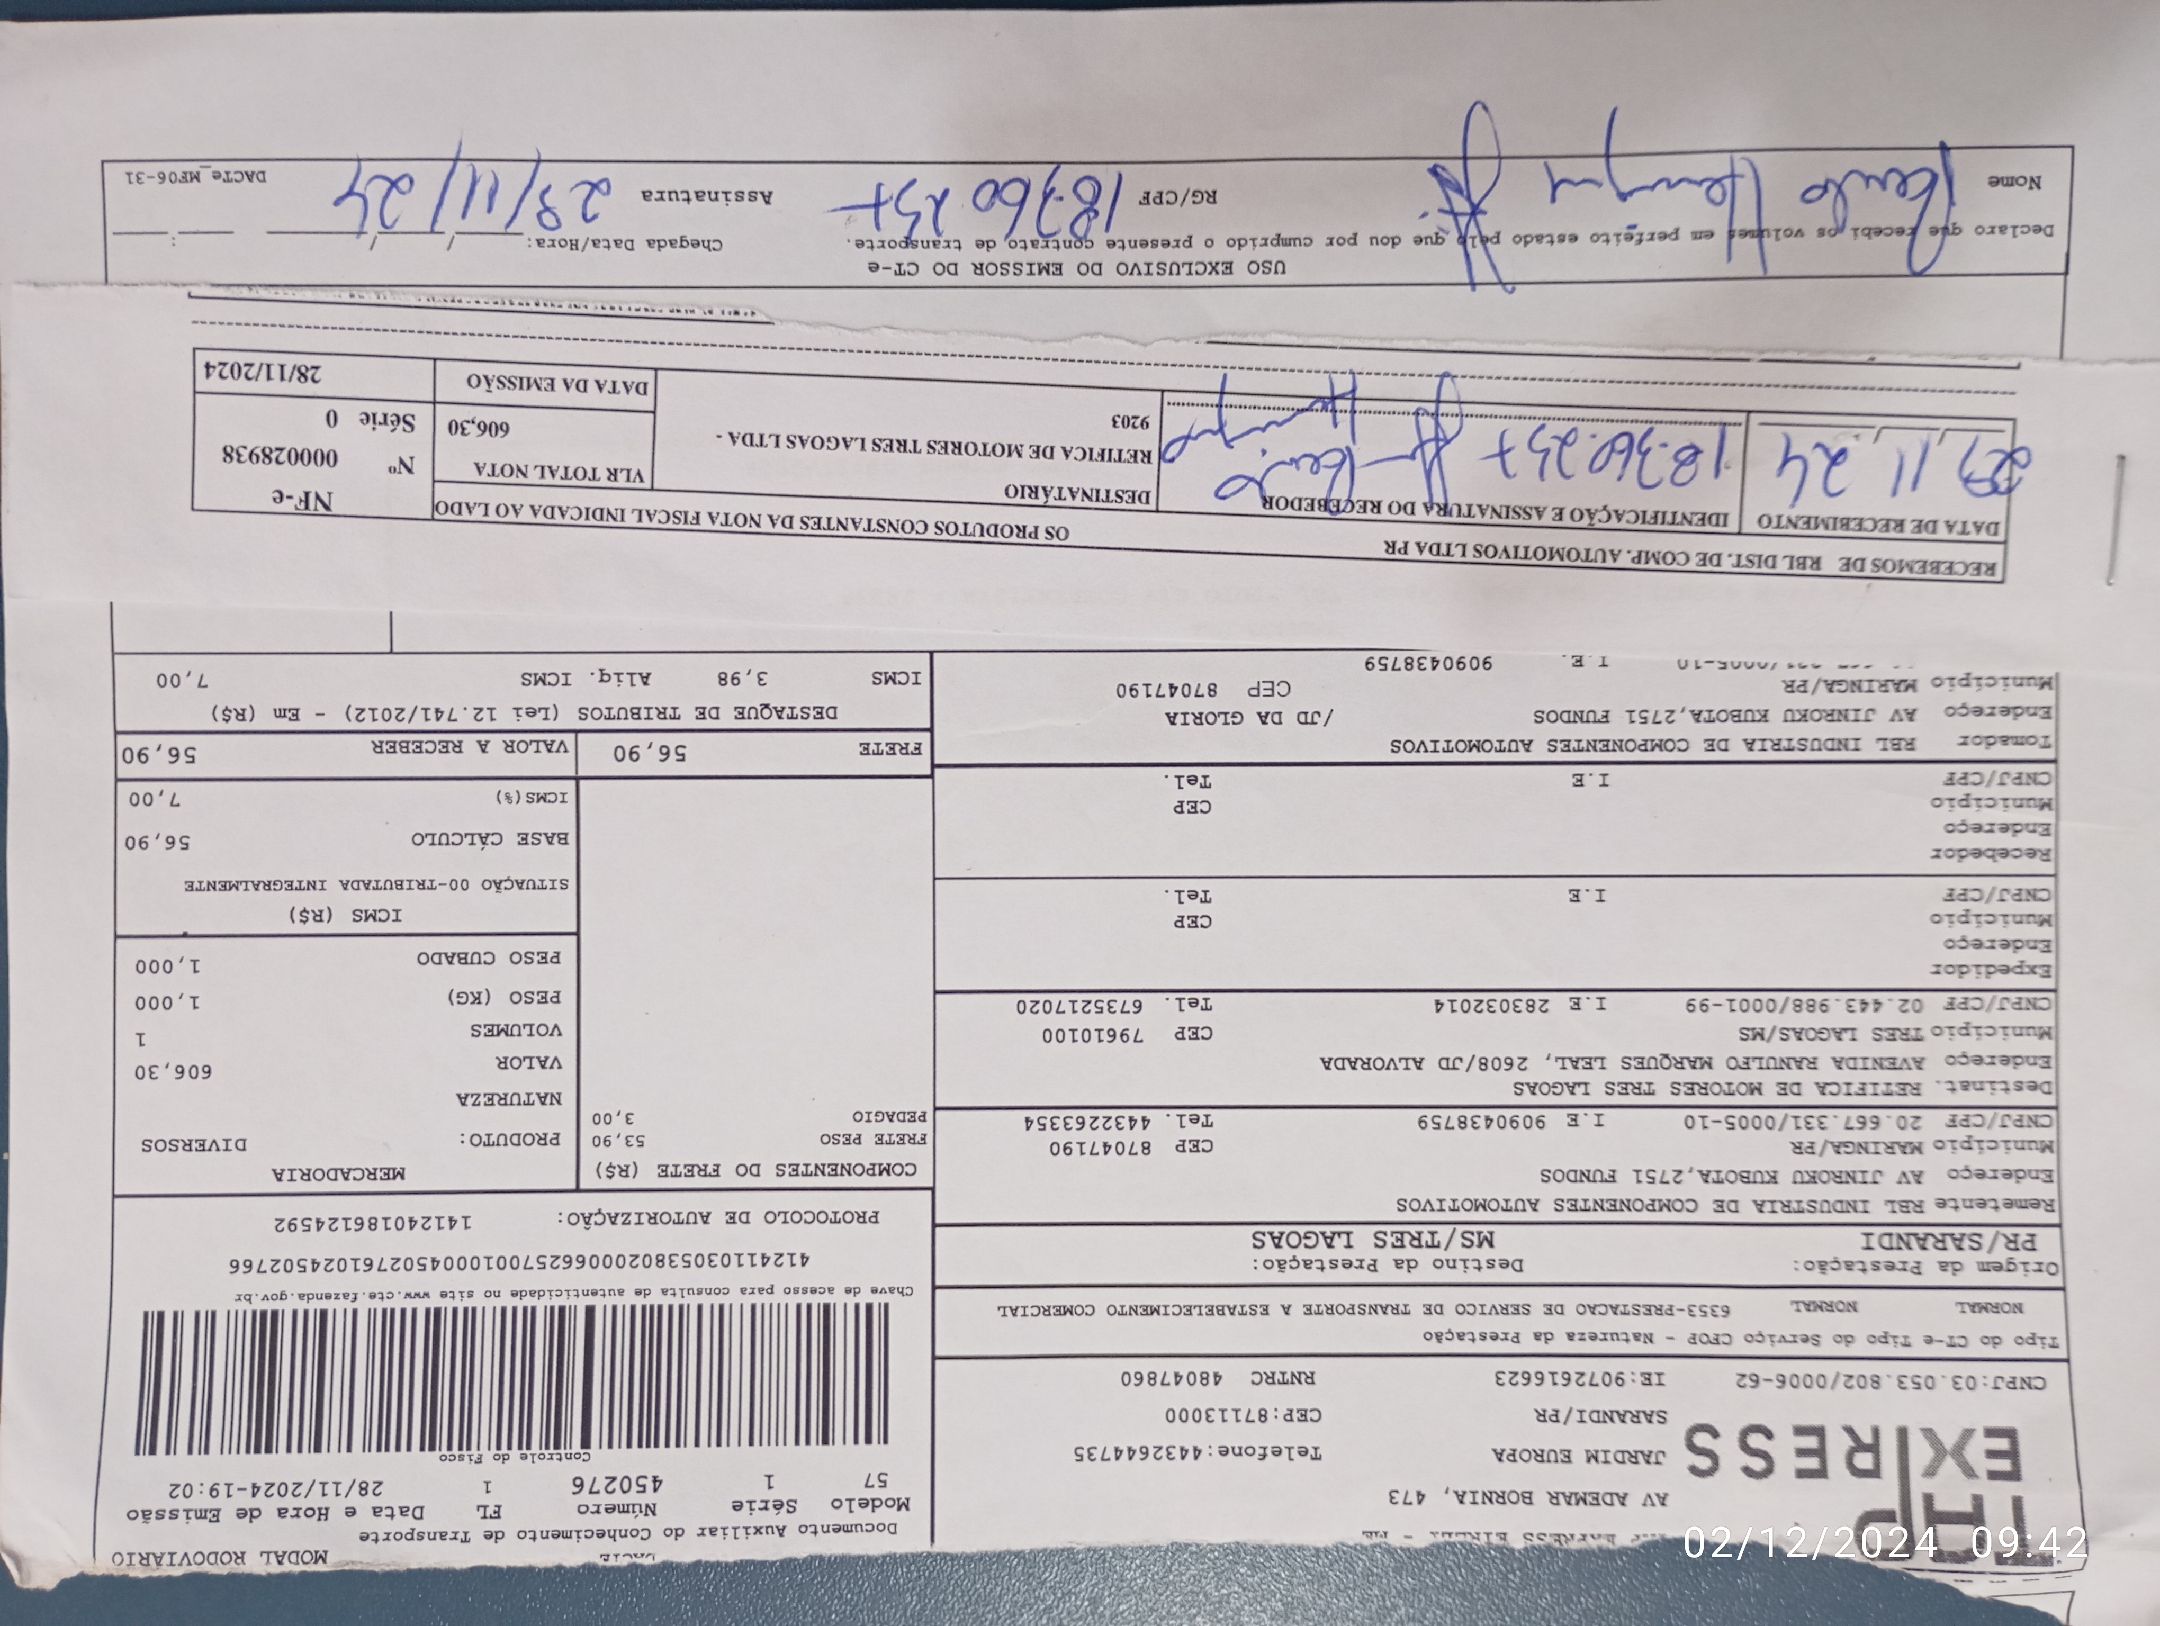 MODAL RODOVIARIO
Documento Auxiliar do Conhecimento de Transporte
Modelo Série Número FL Data e Hora de Emissão
57 1 450276 1 28/11/2024-19:02
Controle do Fisco
TAP
EXPRESS
AV ADEMAR BORNIA, 473
JARDIM EUROPA Telefone:4432644735
SARANDI/PR CEP:87113000
CNPJ:03.053.802/0006-62 IE:9072616623 RNTRC 48047860
Tipo do CT-e Tipo do Serviço CFOP - Natureza da Prestação
NORMAL NORMAL 6353-PRESTACAO DE SERVICO DE TRANSPORTE A ESTABELECIMENTO COMERCIAL
Chave de acesso para consulta de autenticidade no site www.cte.fazenda.gov.br
41241103053802000662570010004502761024502766
PROTOCOLO DE AUTORIZAÇÃO: 141240186124592
Origem da Prestação: Destino da Prestação:
PR/SARANDI MS/TRES LAGOAS
Remetente RBL INDUSTRIA DE COMPONENTES AUTOMOTIVOS
Endereço AV JINROKU KUBOTA,2751 FUNDOS
Município MARINGA/PR CEP 87047190
CNPJ/CPF 20.667.331/0005-10 I.E 9090438759 Tel. 4432263354
Destinat. RETIFICA DE MOTORES TRES LAGOAS
Endereço AVENIDA RANULFO MARQUES LEAL, 2608/JD ALVORADA
Município TRES LAGOAS/MS CEP 79610100
CNPJ/CPF 02.443.988/0001-99 I.E 283032014 Tel. 6735217020
Expedidor
Endereço
Município CEP
CNPJ/CPF I.E Tel.
Recebedor
Endereço
Município CEP
CNPJ/CPF I.E Tel.
Tomador RBL INDUSTRIA DE COMPONENTES AUTOMOTIVOS
Endereço AV JINROKU KUBOTA,2751 FUNDOS /JD DA GLORIA
Município MARINGA/PR CEP 87047190
/0005-10 I.E. 9090438759
COMPONENTES DO FRETE (R$)
FRETE PESO 53,90
PEDAGIO 3,00
MERCADORIA
PRODUTO: DIVERSOS
NATUREZA
VALOR 606,30
VOLUMES 1
PESO (KG) 1,000
PESO CUBADO 1,000
ICMS (R$)
SITUAÇÃO 00-TRIBUTADA INTEGRALMENTE
BASE CÁLCULO 56,90
ICMS(%) 7,00
FRETE 56,90 VALOR A RECEBER 56,90
DESTAQUE DE TRIBUTOS (Lei 12.741/2012) - Em (R$)
ICMS 3,98 Aliq. ICMS 7,00
RECEBEMOS DE RBL DIST. DE COMP. AUTOMOTIVOS LTDA PR OS PRODUTOS CONSTANTES DA NOTA FISCAL INDICADA AO LADO
DATA DE RECEBIMENTO IDENTIFICAÇÃO E ASSINATURA DO RECEBEDOR
29,11,24 18.360.257
DESTINATÁRIO
RETIFICA DE MOTORES TRES LAGOAS LTDA -
9203
VLR TOTAL NOTA
606,30
DATA DA EMISSÃO 28/11/2024
NF-e
Nº 000028938
Série 0
USO EXCLUSIVO DO EMISSOR DO CT-e
Declaro que recebi os volumes em perfeito estado pelo que dou por cumprido o presente contrato de transporte. Chegada Data/Hora:
Nome RG/CPF 18360257 Assinatura 29/11/24
DACTe_MF06-31
02/12/2024 09:42